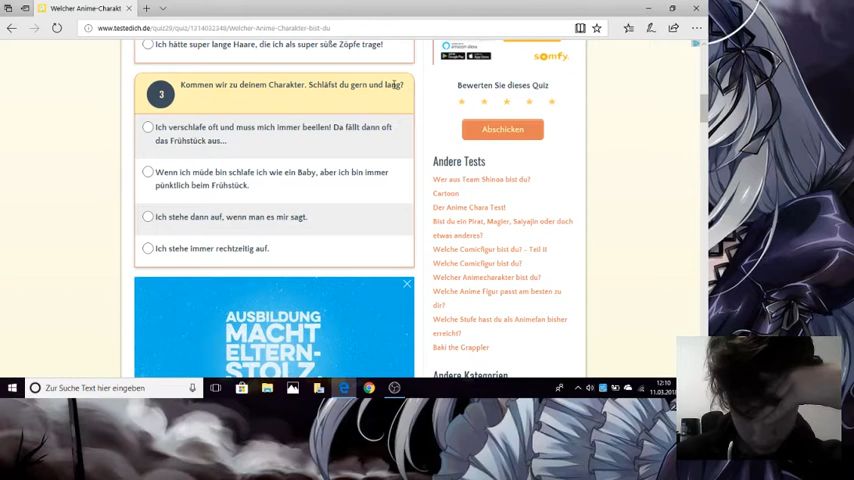 Welcher Anime-Charakt
www.testedich.de/quiz29/quiz/1314032348/Welcher-Anime-Charakter-bist-du
Ich hätte super lange Haare, die ich als super süße Zöpfe trage!
3
Kommen wir zu deinem Charakter. Schläfst du gern und lang?
Ich verschlafe oft und muss mich immer beeilen! Da fällt dann oft
das Frühstück aus...
Wenn ich müde bin schlafe ich wie ein Baby, aber ich bin immer
pünktlich beim Frühstück.
Ich stehe dann auf, wenn man es mir sagt.
Ich stehe immer rechtzeitig auf.
AUSBILDUNG
MACHT
ELTERN-
STOLZ
amazon alexa
Google Play
App Store
somfy.
Bewerten Sie dieses Quiz
Abschicken
Andere Tests
Wer aus Team Shinoa bist du?
Cartoon
Der Anime Chara Test!
Bist du ein Pirat, Magier, Saiyajin oder doch
etwas anderes?
Welche Comicfigur bist du? - Teil II
Welche Comicfigur bist du?
Welcher Animecharakter bist du?
Welche Anime Figur passt am besten zu
dir?
Welche Stufe hast du als Animefan bisher
erreicht?
Baki the Grappler
Andere Kategorien
Zur Suche Text hier eingeben
12:10
11.03.2018